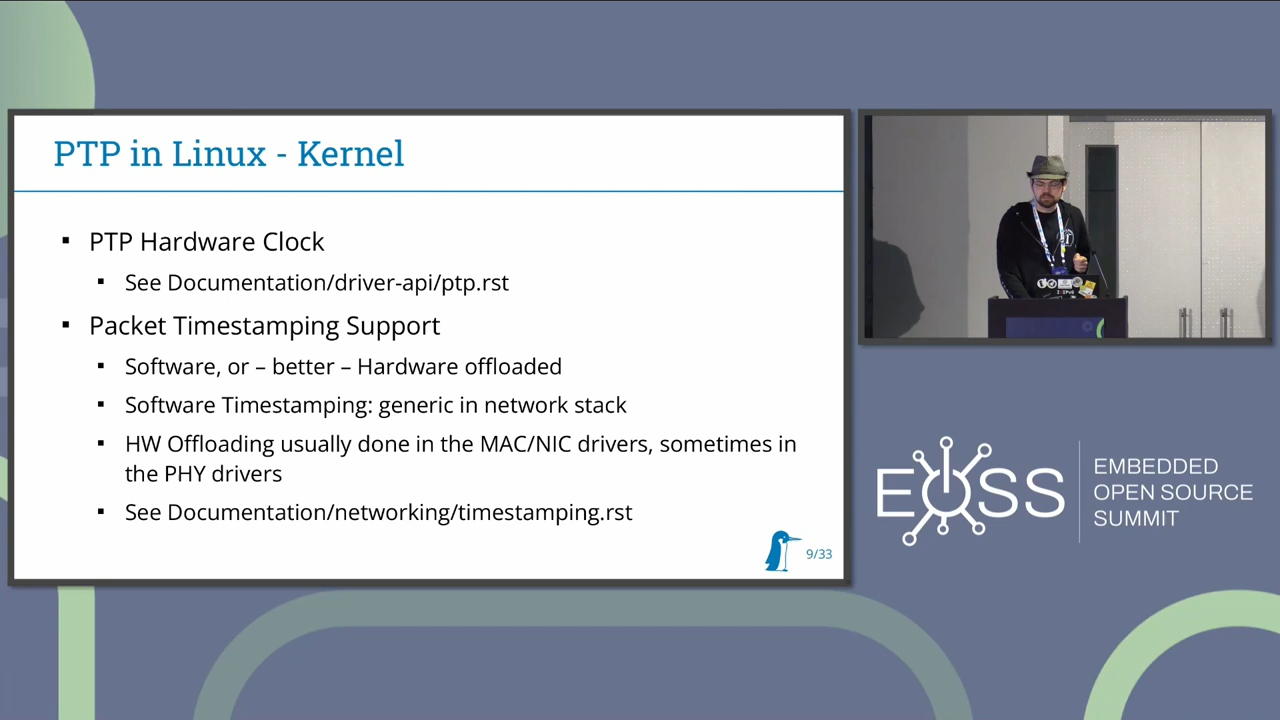 PTP in Linux - Kernel
▪ PTP Hardware Clock
▪ See Documentation/driver-api/ptp.rst
▪ Packet Timestamping Support
▪ Software, or – better – Hardware offloaded
▪ Software Timestamping: generic in network stack
▪ HW Offloading usually done in the MAC/NIC drivers, sometimes in
the PHY drivers
▪ See Documentation/networking/timestamping.rst
9/33
EOSS
EMBEDDED
OPEN SOURCE
SUMMIT